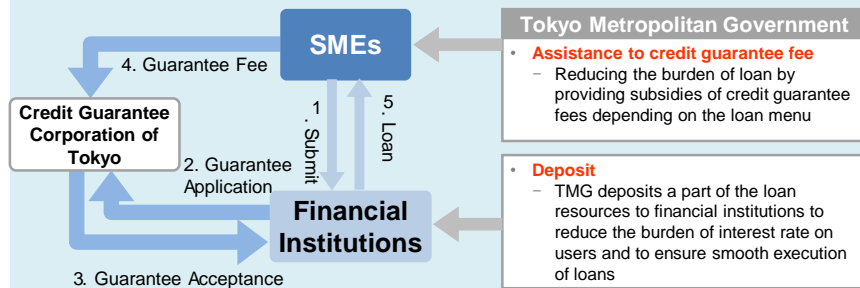 SMEs
4. Guarantee Fee
Credit Guarantee
Corporation of
Tokyo
1. Submit
5. Loan
2. Guarantee
Application
Financial
Institutions
3. Guarantee Acceptance
Tokyo Metropolitan Government
• Assistance to credit guarantee fee
− Reducing the burden of loan by
providing subsidies of credit guarantee
fees depending on the loan menu
• Deposit
− TMG deposits a part of the loan
resources to financial institutions to
reduce the burden of interest rate on
users and to ensure smooth execution
of loans